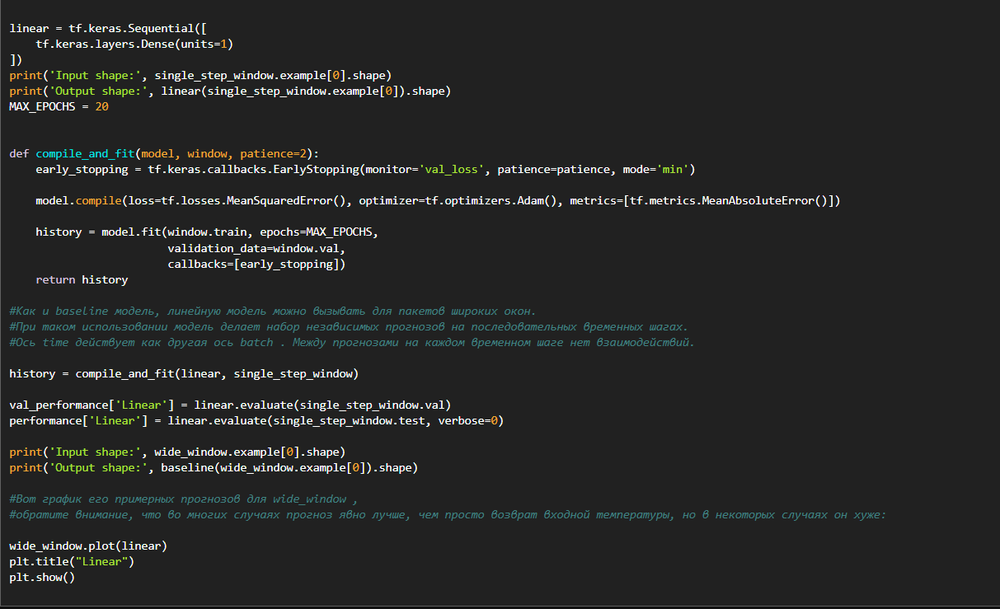 linear = tf.keras.Sequential([
    tf.keras.layers.Dense(units=1)
])
print('Input shape:', single_step_window.example[0].shape)
print('Output shape:', linear(single_step_window.example[0]).shape)
MAX_EPOCHS = 20
def compile_and_fit(model, window, patience=2):
    early_stopping = tf.keras.callbacks.EarlyStopping(monitor='val_loss', patience=patience, mode='min')
    model.compile(loss=tf.losses.MeanSquaredError(), optimizer=tf.optimizers.Adam(), metrics=[tf.metrics.MeanAbsoluteError()])
    history = model.fit(window.train, epochs=MAX_EPOCHS,
                        validation_data=window.val,
                        callbacks=[early_stopping])
    return history
#Как и baseline модель, линейную модель можно вызывать для пакетов широких окон.
#При таком использовании модель делает набор независимых прогнозов на последовательных временных шагах.
#Ось time действует как другая ось batch . Между прогнозами на каждом временном шаге нет взаимодействий.
history = compile_and_fit(linear, single_step_window)
val_performance['Linear'] = linear.evaluate(single_step_window.val)
performance['Linear'] = linear.evaluate(single_step_window.test, verbose=0)
print('Input shape:', wide_window.example[0].shape)
print('Output shape:', baseline(wide_window.example[0]).shape)
#Вот график его примерных прогнозов для wide_window ,
#обратите внимание, что во многих случаях прогноз явно лучше, чем просто возврат входной температуры, но в некоторых случаях он хуже:
wide_window.plot(linear)
plt.title("Linear")
plt.show()